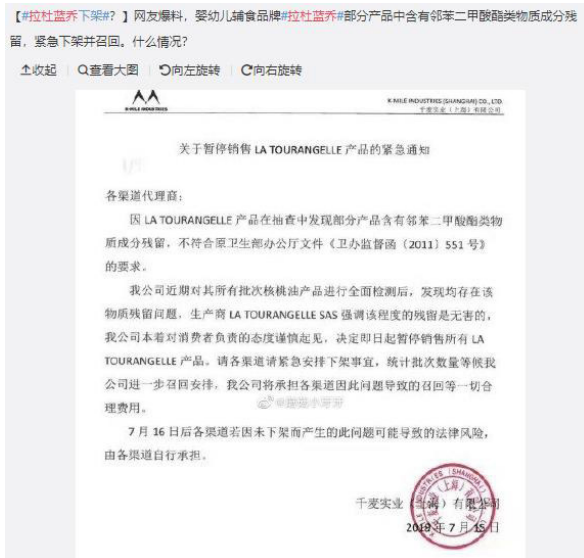 【#拉杜蓝乔下架#？】网友爆料，婴幼儿辅食品牌#拉杜蓝乔#部分产品中含有邻苯二甲酸酯类物质成分残
留，紧急下架并召回。什么情况？
收起 查看大图 向左旋转 向右旋转
K-MILE INDUSTRIES
K-MILE INDUSTRIES (SHANGHAI) CO., LTD.
千麦实业（上海）有限公司
关于暂停销售 LA TOURANGELLE 产品的紧急通知
各渠道代理商：
因 LA TOURANGELLE 产品在抽查中发现部分产品含有邻苯二甲酸酯类物
质成分残留，不符合原卫生部办公厅文件《卫办监督函〔2011〕551 号》
的要求。
我公司近期对其所有批次核桃油产品进行全面检测后，发现均存在该
物质残留问题，生产商 LA TOURANGELLE SAS 强调该程度的残留是无害的，
我公司本着对消费者负责的态度谨慎起见，决定即日起暂停销售所有 LA
TOURANGELLE 产品。请各渠道请紧急安排下架事宜，统计批次数量等候我
公司进一步召回安排，我公司将承担各渠道因此问题导致的召回等一切合
理费用。
7 月 16 日后各渠道若因未下架而产生的此问题可能导致的法律风险，
由各渠道自行承担。
千麦实业（上海）有限公司
2019 年 7 月 15 日